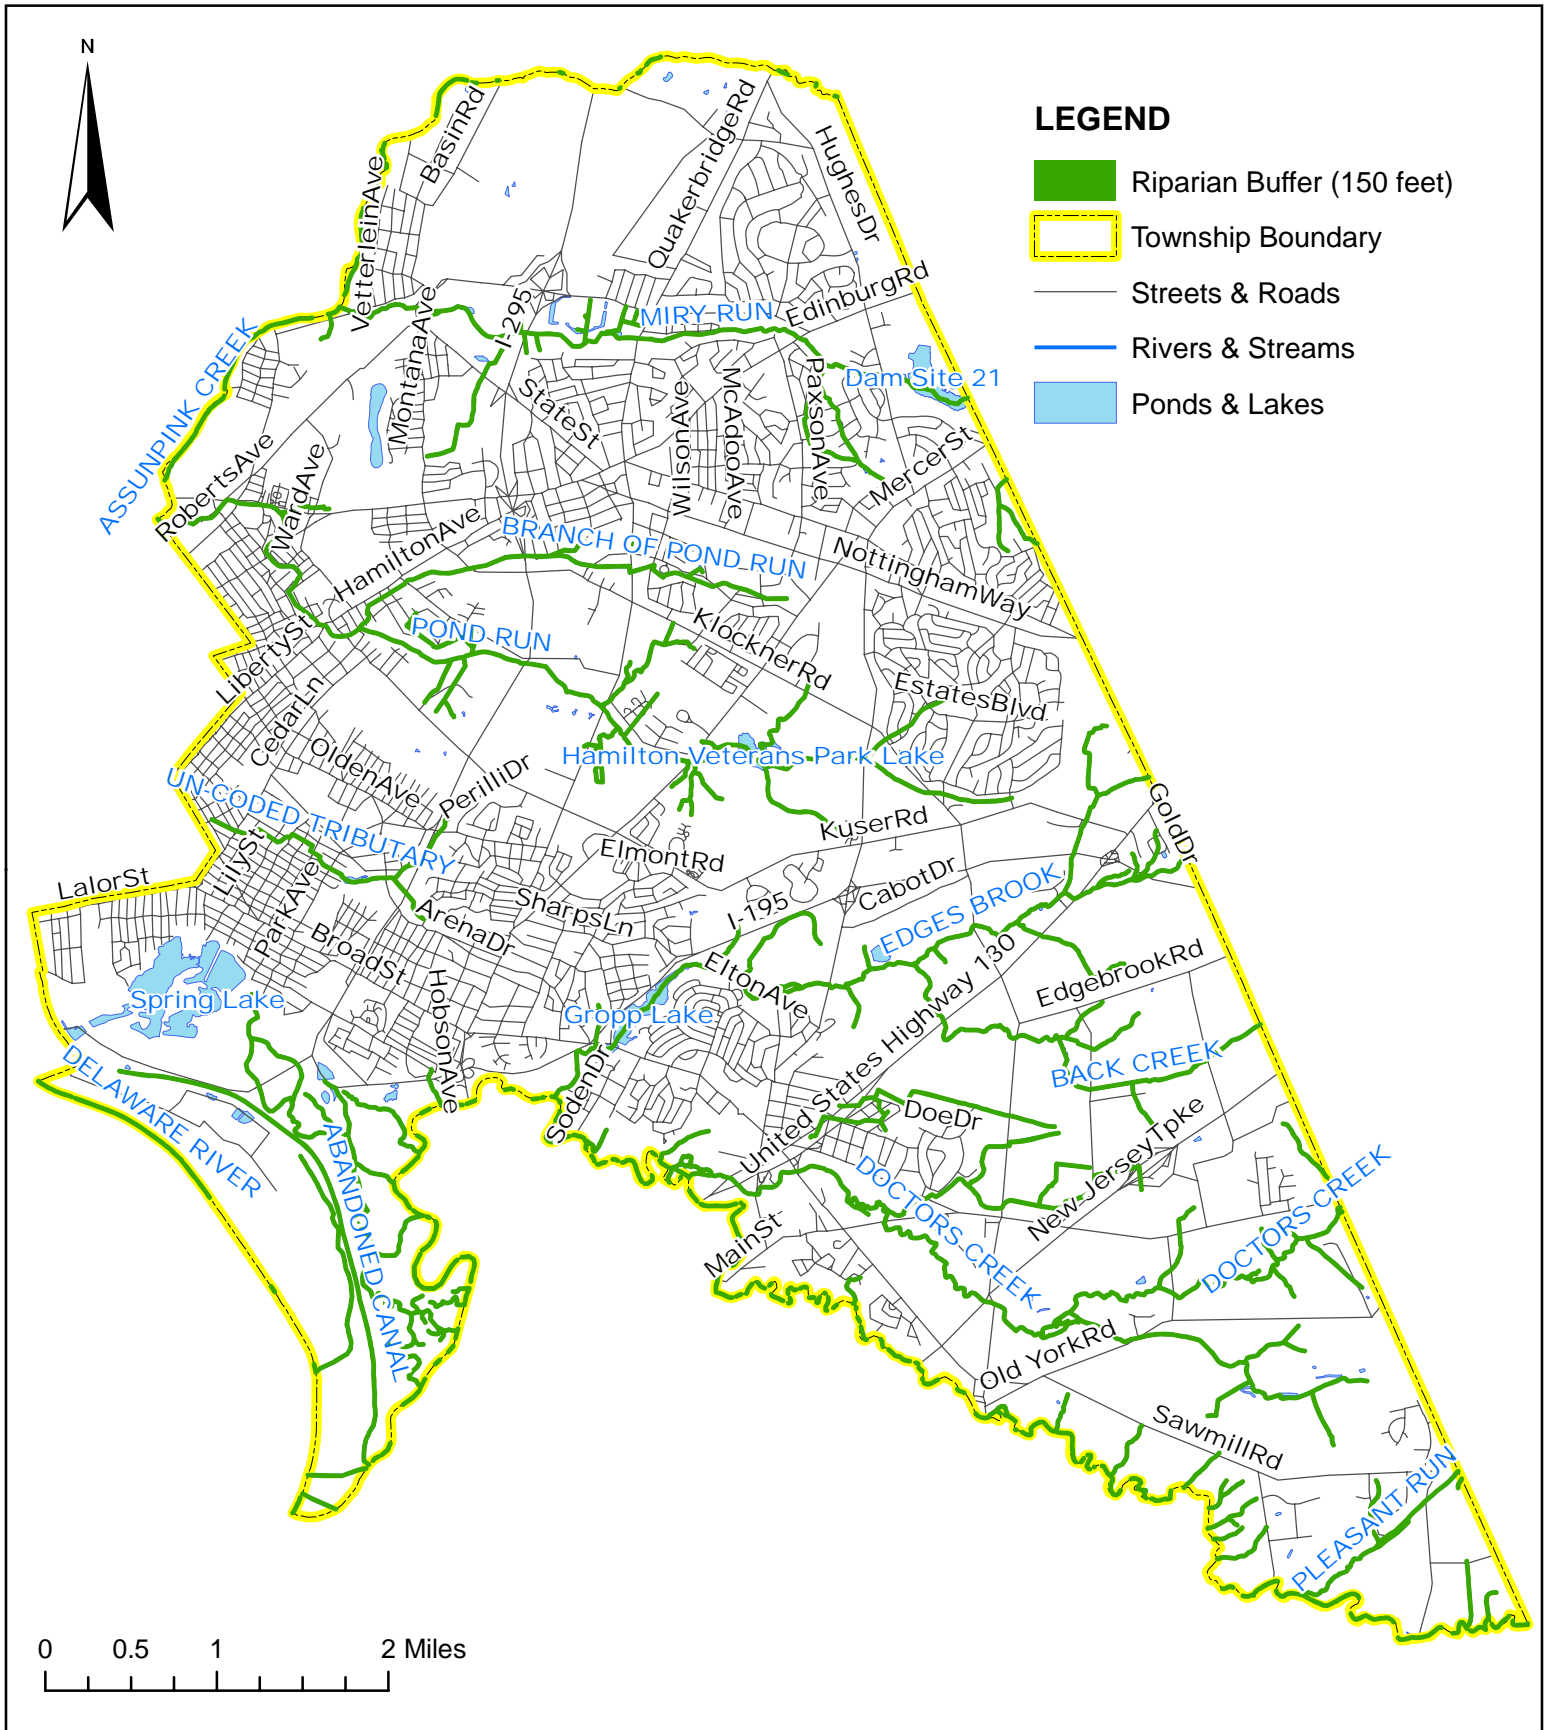 N
LEGEND
Riparian Buffer (150 feet)
Township Boundary
Streets & Roads
Rivers & Streams
Ponds & Lakes
BasinRd
QuakerbridgeRd
HughesDr
VetterleinAve
EdinburgRd
MontanaAve
I-295
MIRY RUN
ASSUNPINK CREEK
StateSt
WilsonAve
McAdooAve
PaxsonAve
Dam Site 21
RobertsAve
WardAve
MercerSt
HamiltonAve
BRANCH OF POND RUN
NottinghamWay
LibertySt
POND RUN
KlocknerRd
CedarLn
EstatesBlvd
OldenAve
PerilliDr
Hamilton Veterans Park Lake
UN-CODED TRIBUTARY
GoldDr
KuserRd
LilySt
ElmontRd
LalorSt
ParkAve
CabotDr
ArenaDr
SharpsLn
I-195
EDGES BROOK
BroadSt
EltonAve
EdgebrookRd
Spring Lake
HobsonAve
Gropp Lake
United States Highway 130
DELAWARE RIVER
SodenDr
BACK CREEK
DoeDr
ABANDONED CANAL
DOCTORS CREEK
New JerseyTpke
DOCTORS CREEK
MainSt
Old YorkRd
SawmillRd
PLEASANT RUN
0 0.5 1 2 Miles